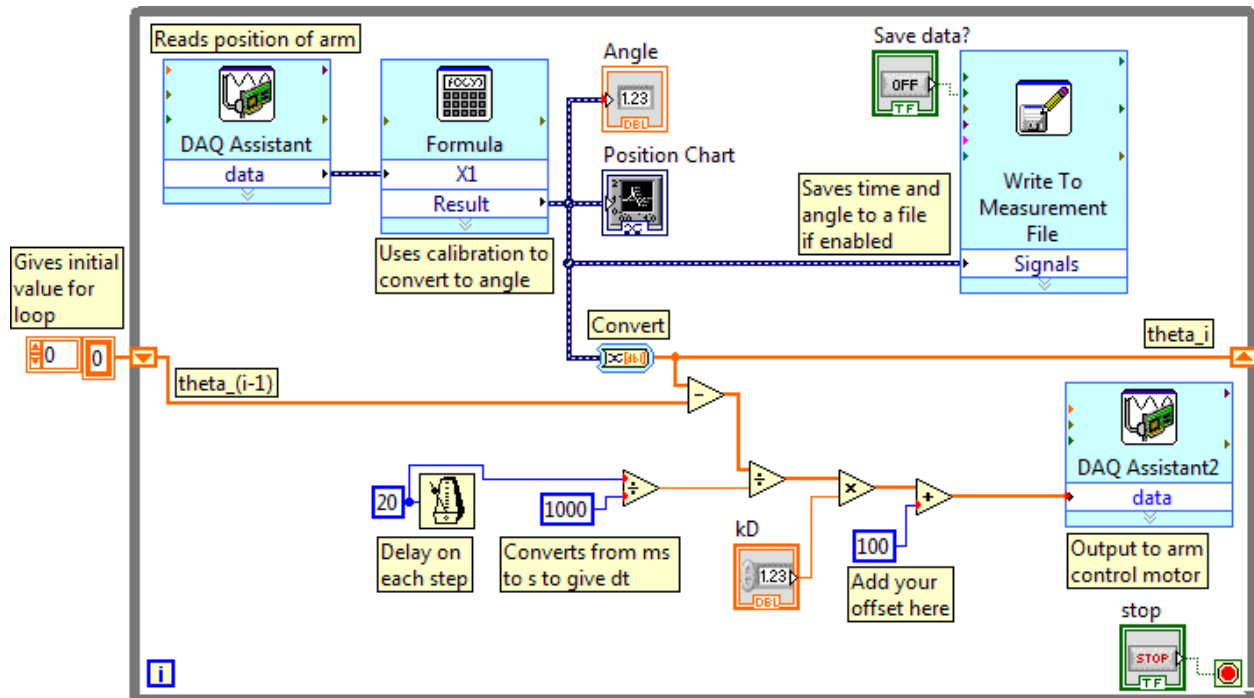 Reads position of arm
DAQ Assistant
data
f(x,y)
Formula
X1
Result
Uses calibration to
convert to angle
Angle
1.23
DBL
Position Chart
Save data?
OFF
TF
Saves time and
angle to a file
if enabled
Write To
Measurement
File
Signals
Gives initial
value for
loop
0
0
Convert
theta_i
theta_(i-1)
20
Delay on
each step
1000
Converts from ms
to s to give dt
kD
1.23
DBL
100
Add your
offset here
DAQ Assistant2
data
Output to arm
control motor
stop
STOP
TF
i